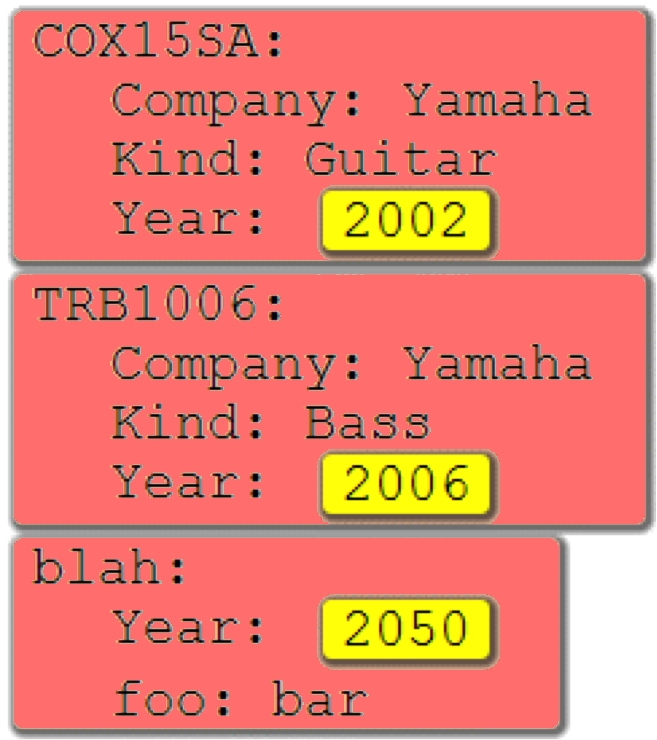 COX15SA:
Company: Yamaha
Kind: Guitar
Year: 2002
TRB1006:
Company: Yamaha
Kind: Bass
Year: 2006
blah:
Year: 2050
foo: bar